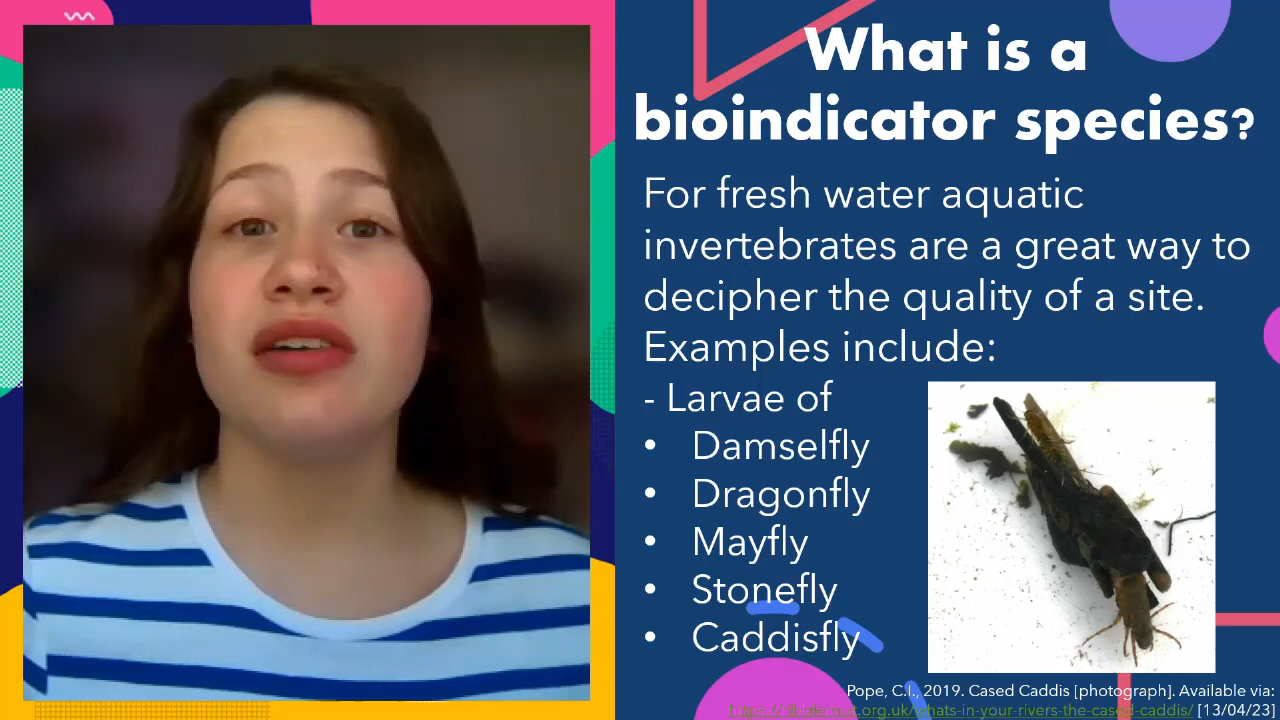 What is a
bioindicator species?
For fresh water aquatic
invertebrates are a great way to
decipher the quality of a site.
Examples include:
- Larvae of
• Damselfly
• Dragonfly
• Mayfly
• Stonefly
• Caddisfly
Pope, C.I., 2019. Cased Caddis [photograph]. Available via:
[13/04/23]